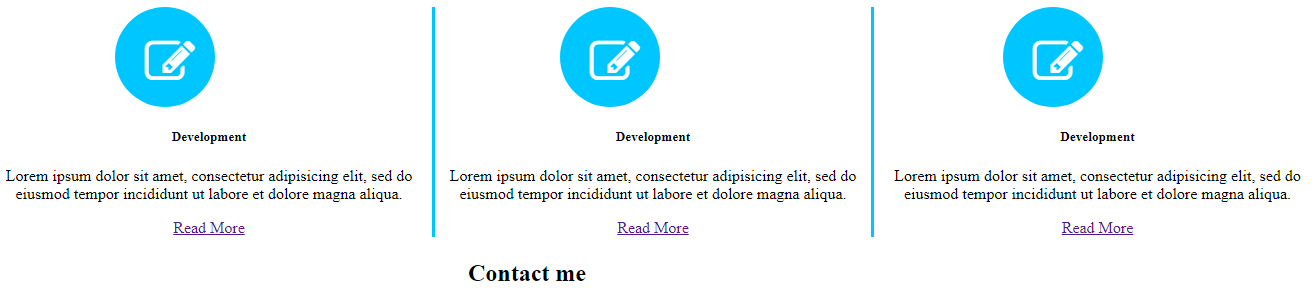 Development
Lorem ipsum dolor sit amet, consectetur adipisicing elit, sed do
eiusmod tempor incididunt ut labore et dolore magna aliqua.
Read More
Development
Lorem ipsum dolor sit amet, consectetur adipisicing elit, sed do
eiusmod tempor incididunt ut labore et dolore magna aliqua.
Read More
Development
Lorem ipsum dolor sit amet, consectetur adipisicing elit, sed do
eiusmod tempor incididunt ut labore et dolore magna aliqua.
Read More
Contact me